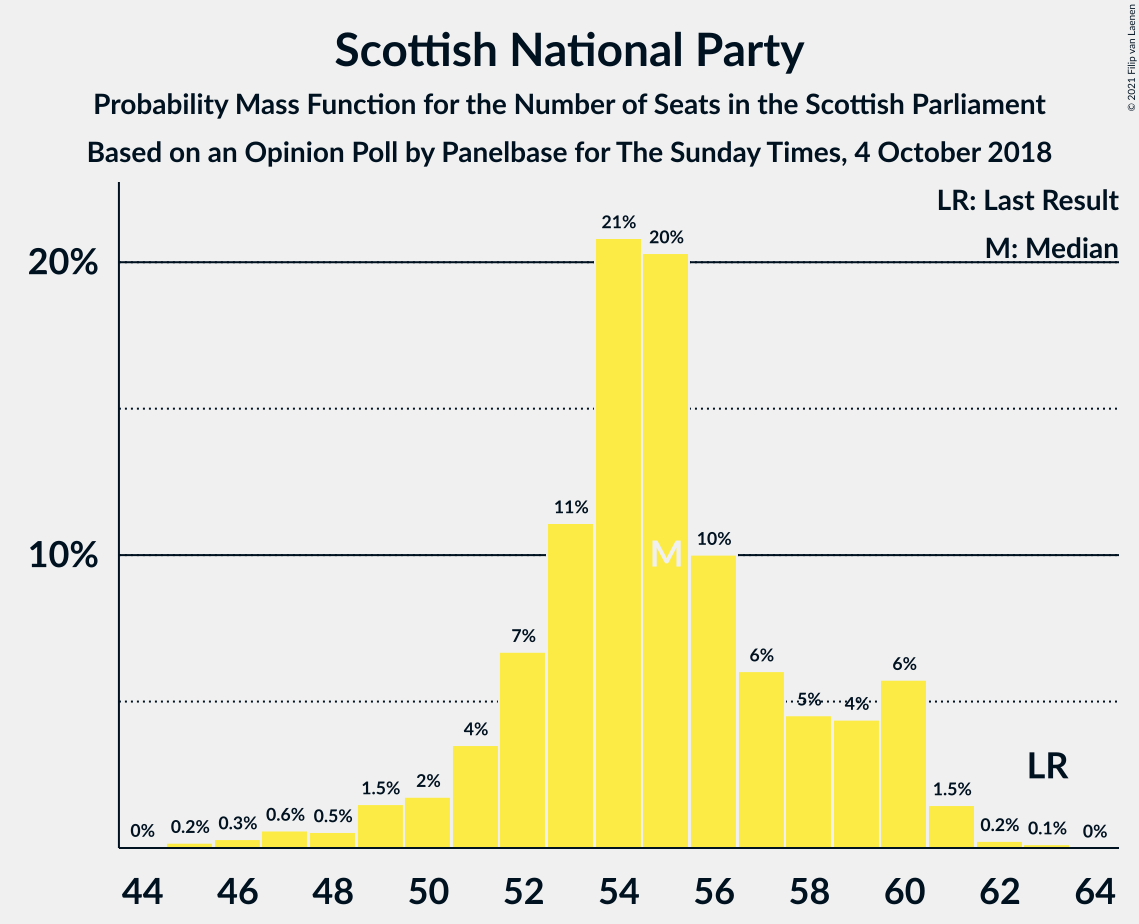 Scottish National Party
Probability Mass Function for the Number of Seats in the Scottish Parliament
Based on an Opinion Poll by Panelbase for The Sunday Times, 4 October 2018
© 2021 Filip van Laenen
LR: Last Result
M: Median
20%
10%
0%
0.2%
0.3%
0.6%
0.5%
1.5%
2%
4%
7%
11%
21%
20%
M
10%
6%
5%
4%
6%
1.5%
0.2%
LR
0.1%
0%
44 46 48 50 52 54 56 58 60 62 64